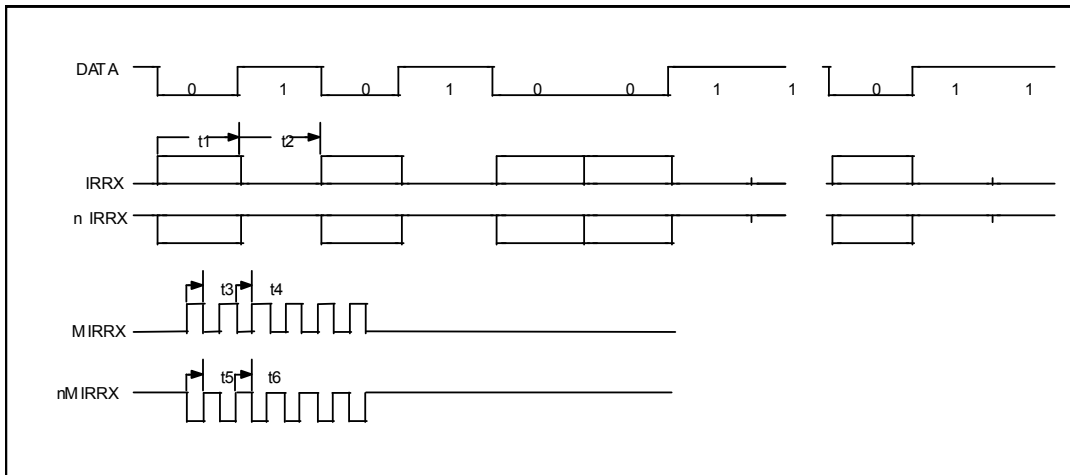 DATA
0 1 0 1 0 0 1 1 0 1 1
t1 t2
IRRX
n IRRX
t3 t4
MIRRX
t5 t6
nMIRRX